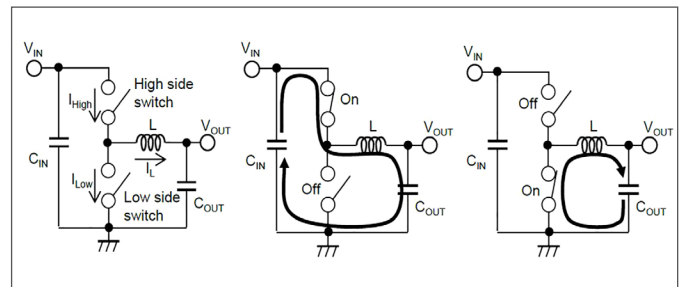 VIN
High side
switch
IHigh
L
VOUT
IL
CIN
ILow
Low side
switch
COUT
VIN
On
L
VOUT
CIN
Off
COUT
VIN
Off
L
VOUT
CIN
On
COUT